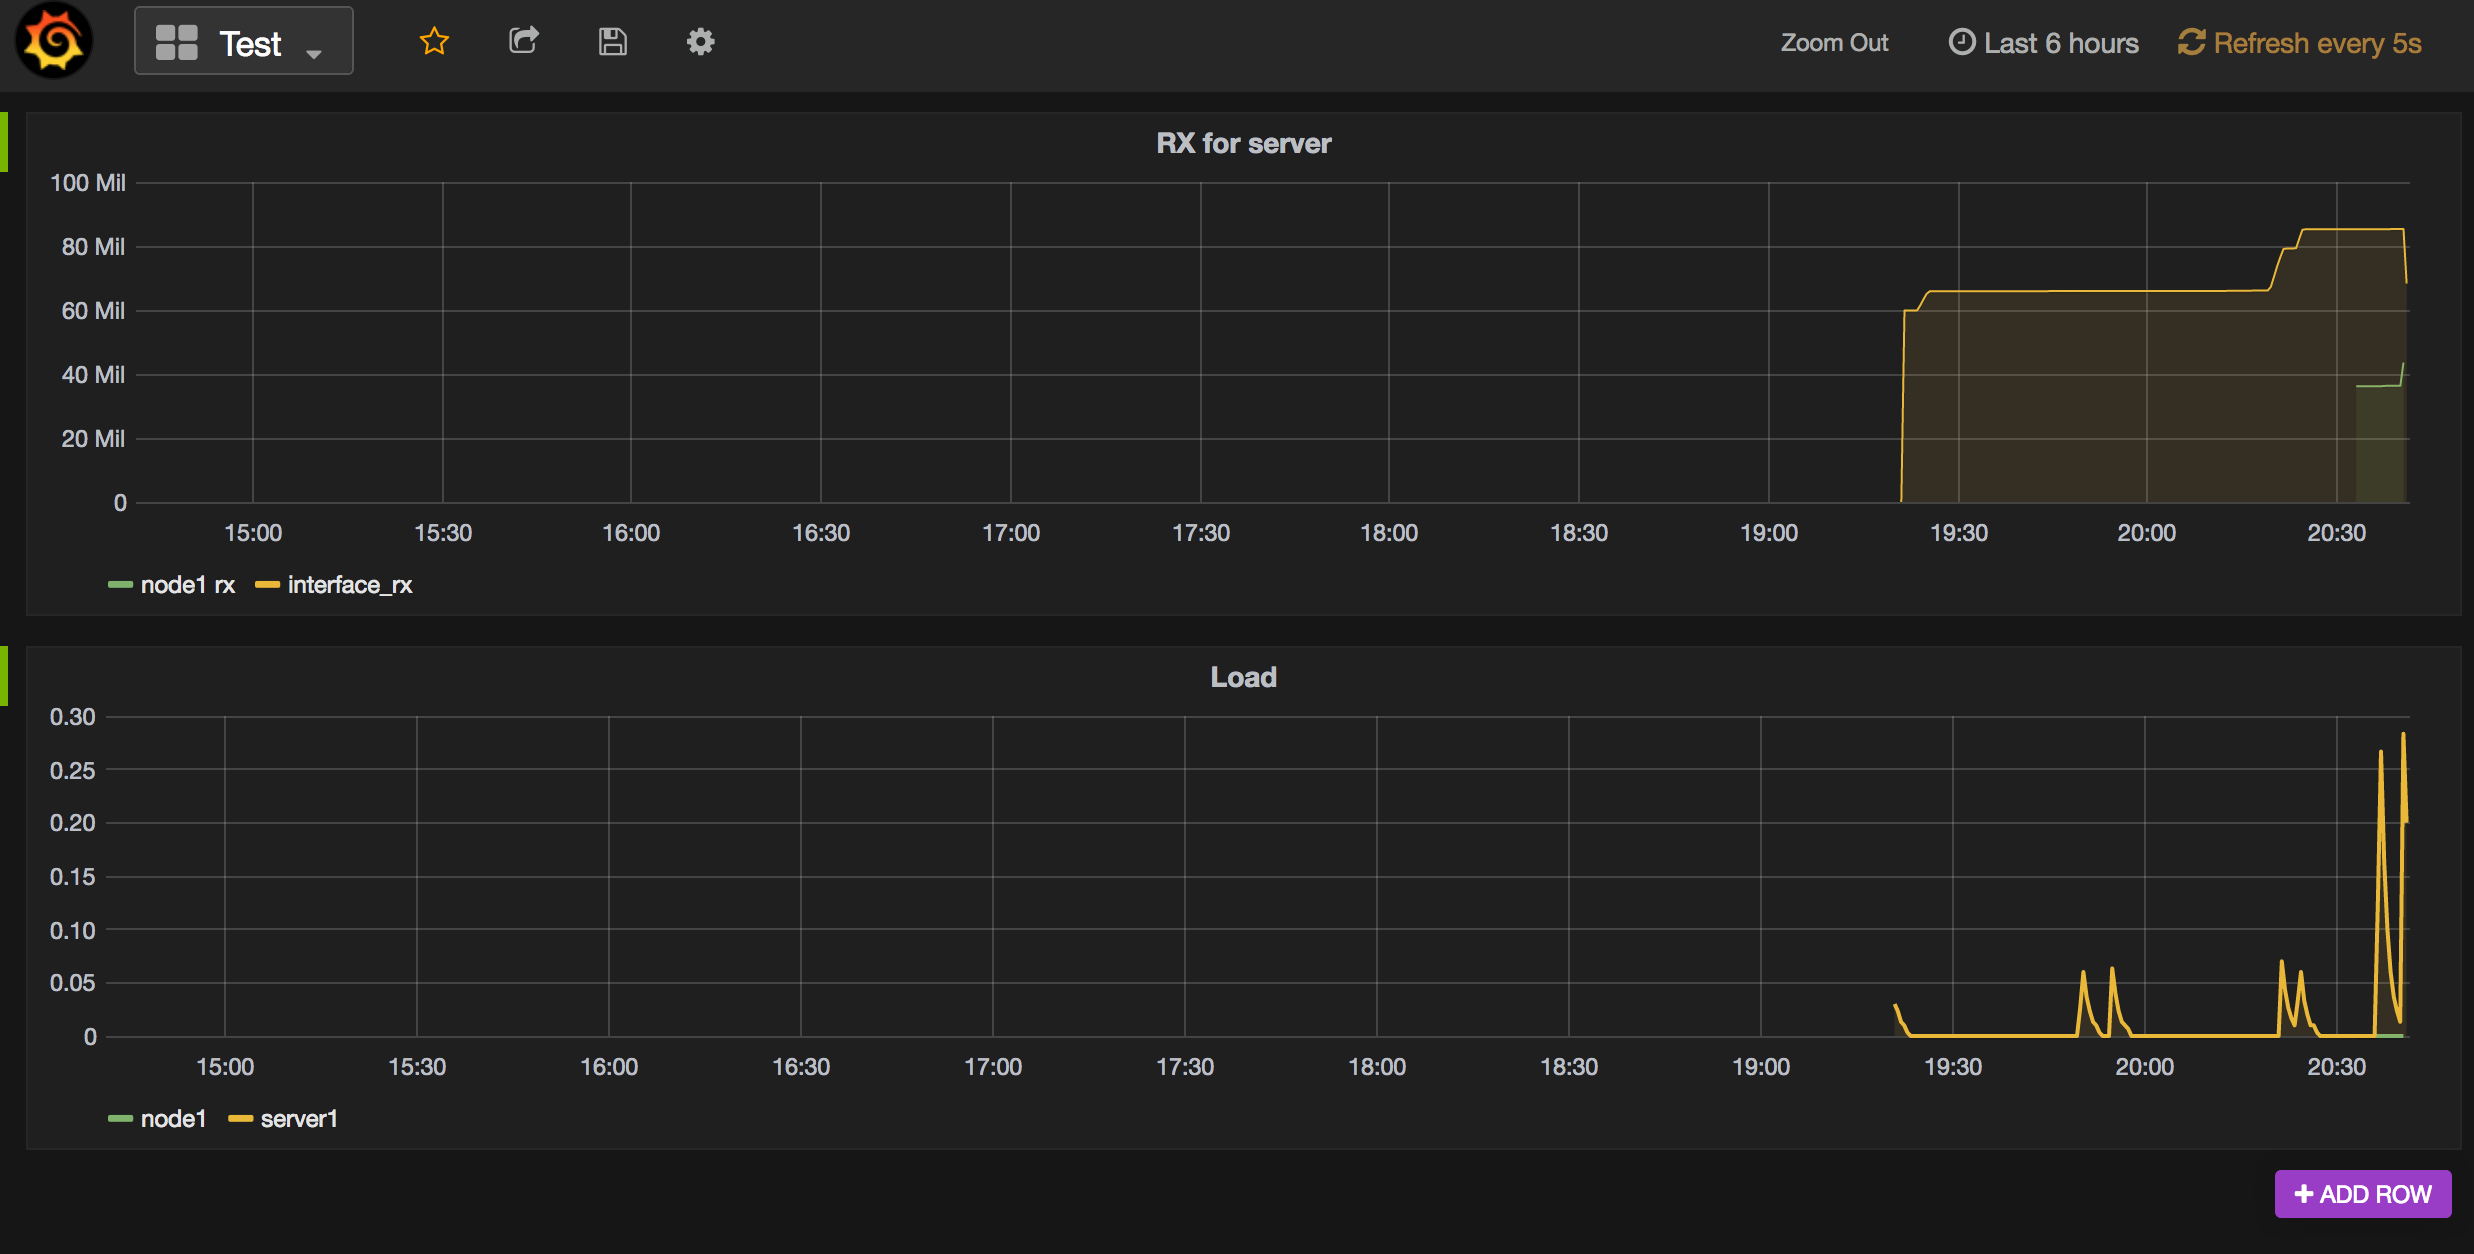 Test
Zoom Out Last 6 hours Refresh every 5s
RX for server
100 Mil
80 Mil
60 Mil
40 Mil
20 Mil
0
15:00 15:30 16:00 16:30 17:00 17:30 18:00 18:30 19:00 19:30 20:00 20:30
node1 rx interface_rx
Load
0.30
0.25
0.20
0.15
0.10
0.05
0
15:00 15:30 16:00 16:30 17:00 17:30 18:00 18:30 19:00 19:30 20:00 20:30
node1 server1
+ ADD ROW